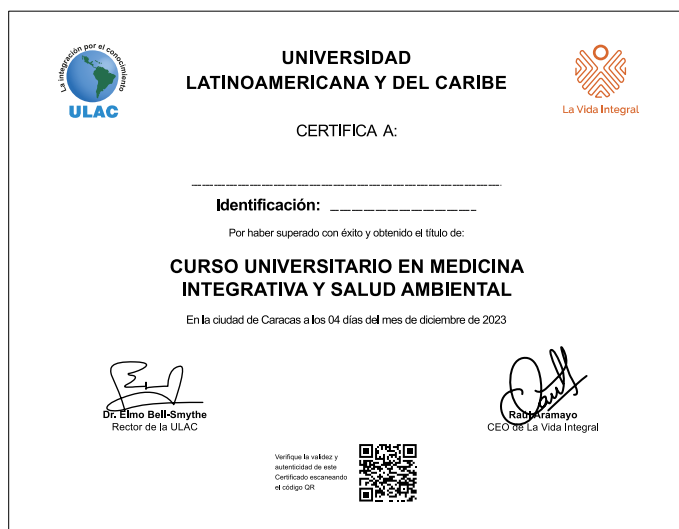 La integración por el conocimiento
ULAC
UNIVERSIDAD
LATINOAMERICANA Y DEL CARIBE
La Vida Integral
CERTIFICA A:
Identificación:
Por haber superado con éxito y obtenido el título de:
CURSO UNIVERSITARIO EN MEDICINA
INTEGRATIVA Y SALUD AMBIENTAL
En la ciudad de Caracas a los 04 días del mes de diciembre de 2023
Dr. Elmo Bell-Smythe
Rector de la ULAC
Raúl Aramayo
CEO de La Vida Integral
Verifique la validez y
autenticidad de este
Certificado escaneando
el código QR